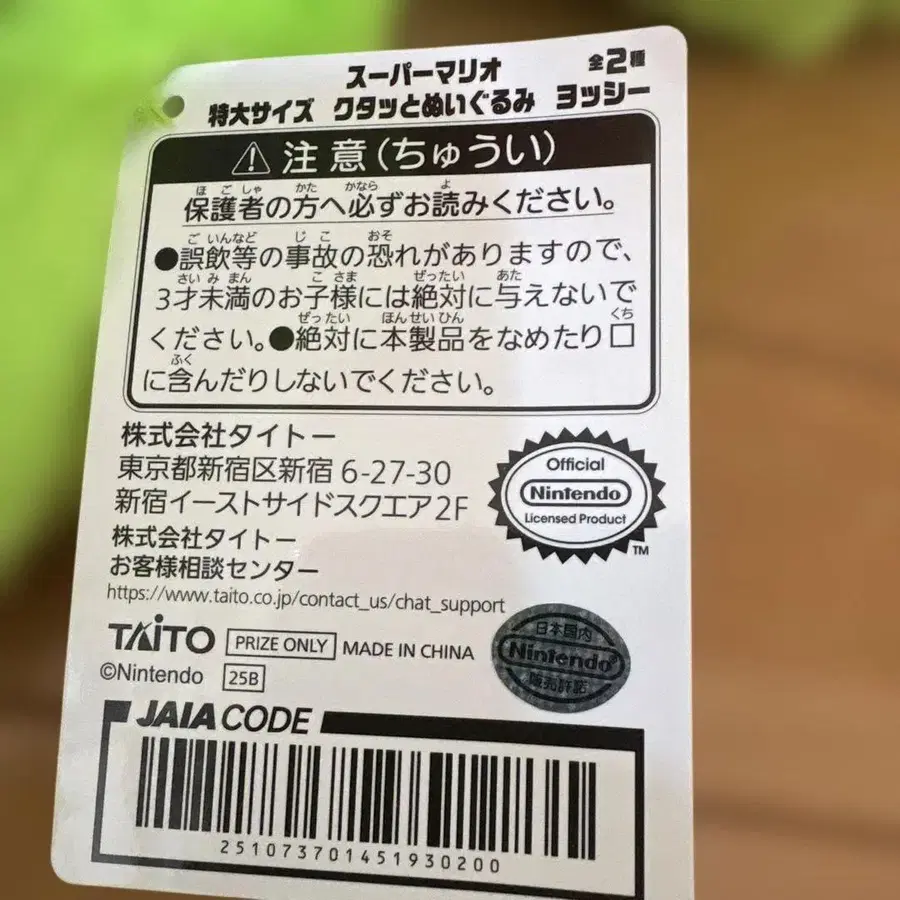 スーパーマリオ 全2種
特大サイズ クタッとぬいぐるみ ヨッシー
注意(ちゅうい)
保護者の方へ必ずお読みください。
●誤飲等の事故の恐れがありますので、
3才未満のお子様には絶対に与えないで
ください。●絶対に本製品をなめたり口
に含んだりしないでください。
株式会社タイトー
東京都新宿区新宿6-27-30
新宿イーストサイドスクエア2F
株式会社タイトー
お客様相談センター
https://www.taito.co.jp/contact_us/chat_support
Official
Nintendo
Licensed Product
TM
TAITO PRIZE ONLY MADE IN CHINA
©Nintendo 25B
日本国内
Nintendo
販売許諾
JAIA CODE
251073701451930200